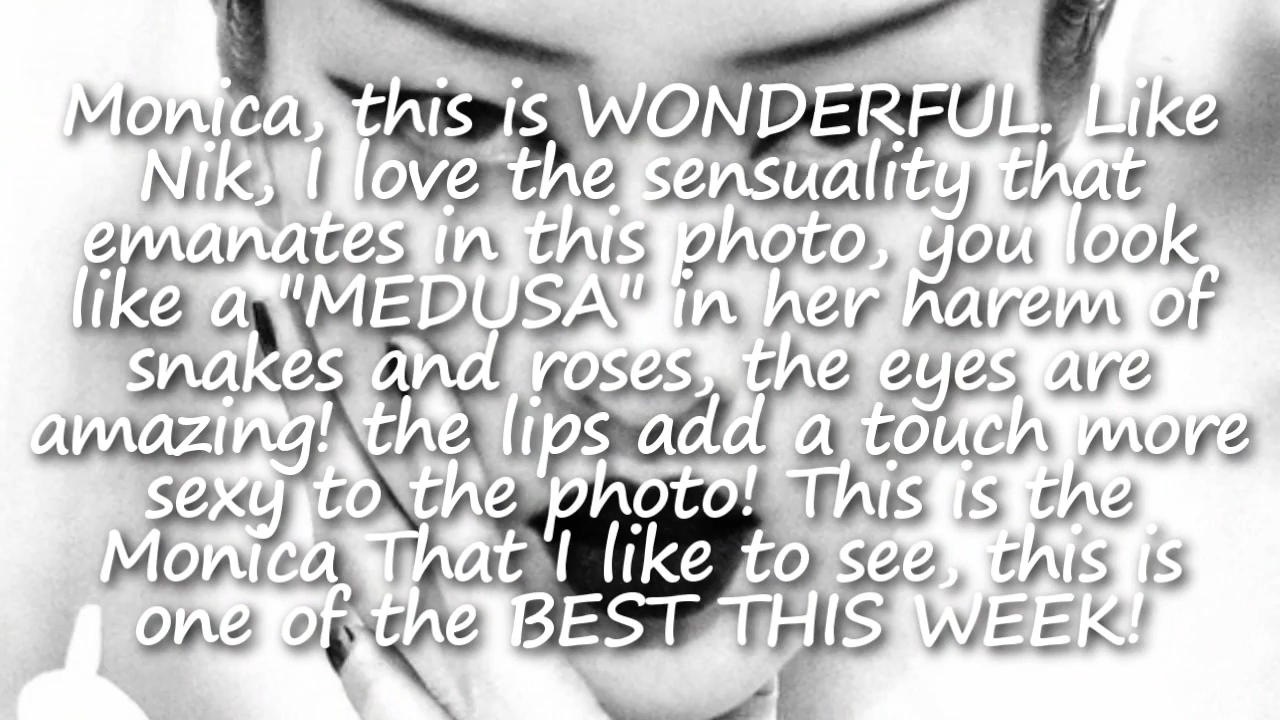 Monica, this is WONDERFUL. Like
Nik, I love the sensuality that
emanates in this photo, you look
like a "MEDUSA" in her harem of
snakes and roses, the eyes are
amazing! the lips add a touch more
sexy to the photo! This is the
Monica That I like to see, this is
one of the BEST THIS WEEK!